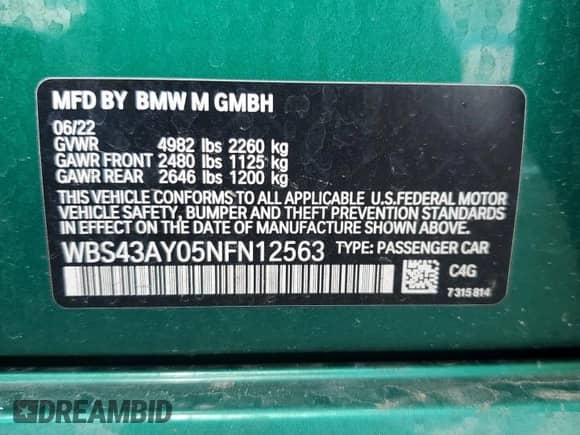 MFD BY BMW M GMBH
06/22
GVWR 4982 lbs 2260 kg
GAWR FRONT 2480 lbs 1125 kg
GAWR REAR 2646 lbs 1200 kg
THIS VEHICLE CONFORMS TO ALL APPLICABLE U.S.FEDERAL MOTOR
VEHICLE SAFETY, BUMPER AND THEFT PREVENTION STANDARDS
IN EFFECT ON THE DATE OF MANUFACTURE SHOWN ABOVE.
WBS43AY05NFN12563 TYPE: PASSENGER CAR
C4G
7315814
DREAMBID